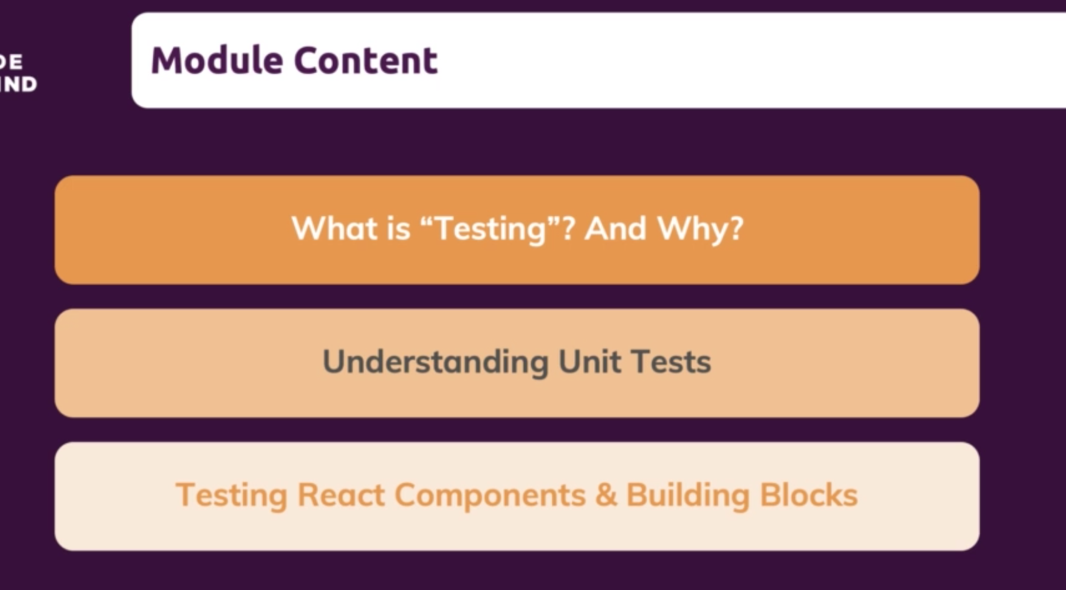 Module Content
What is “Testing”? And Why?
Understanding Unit Tests
Testing React Components & Building Blocks